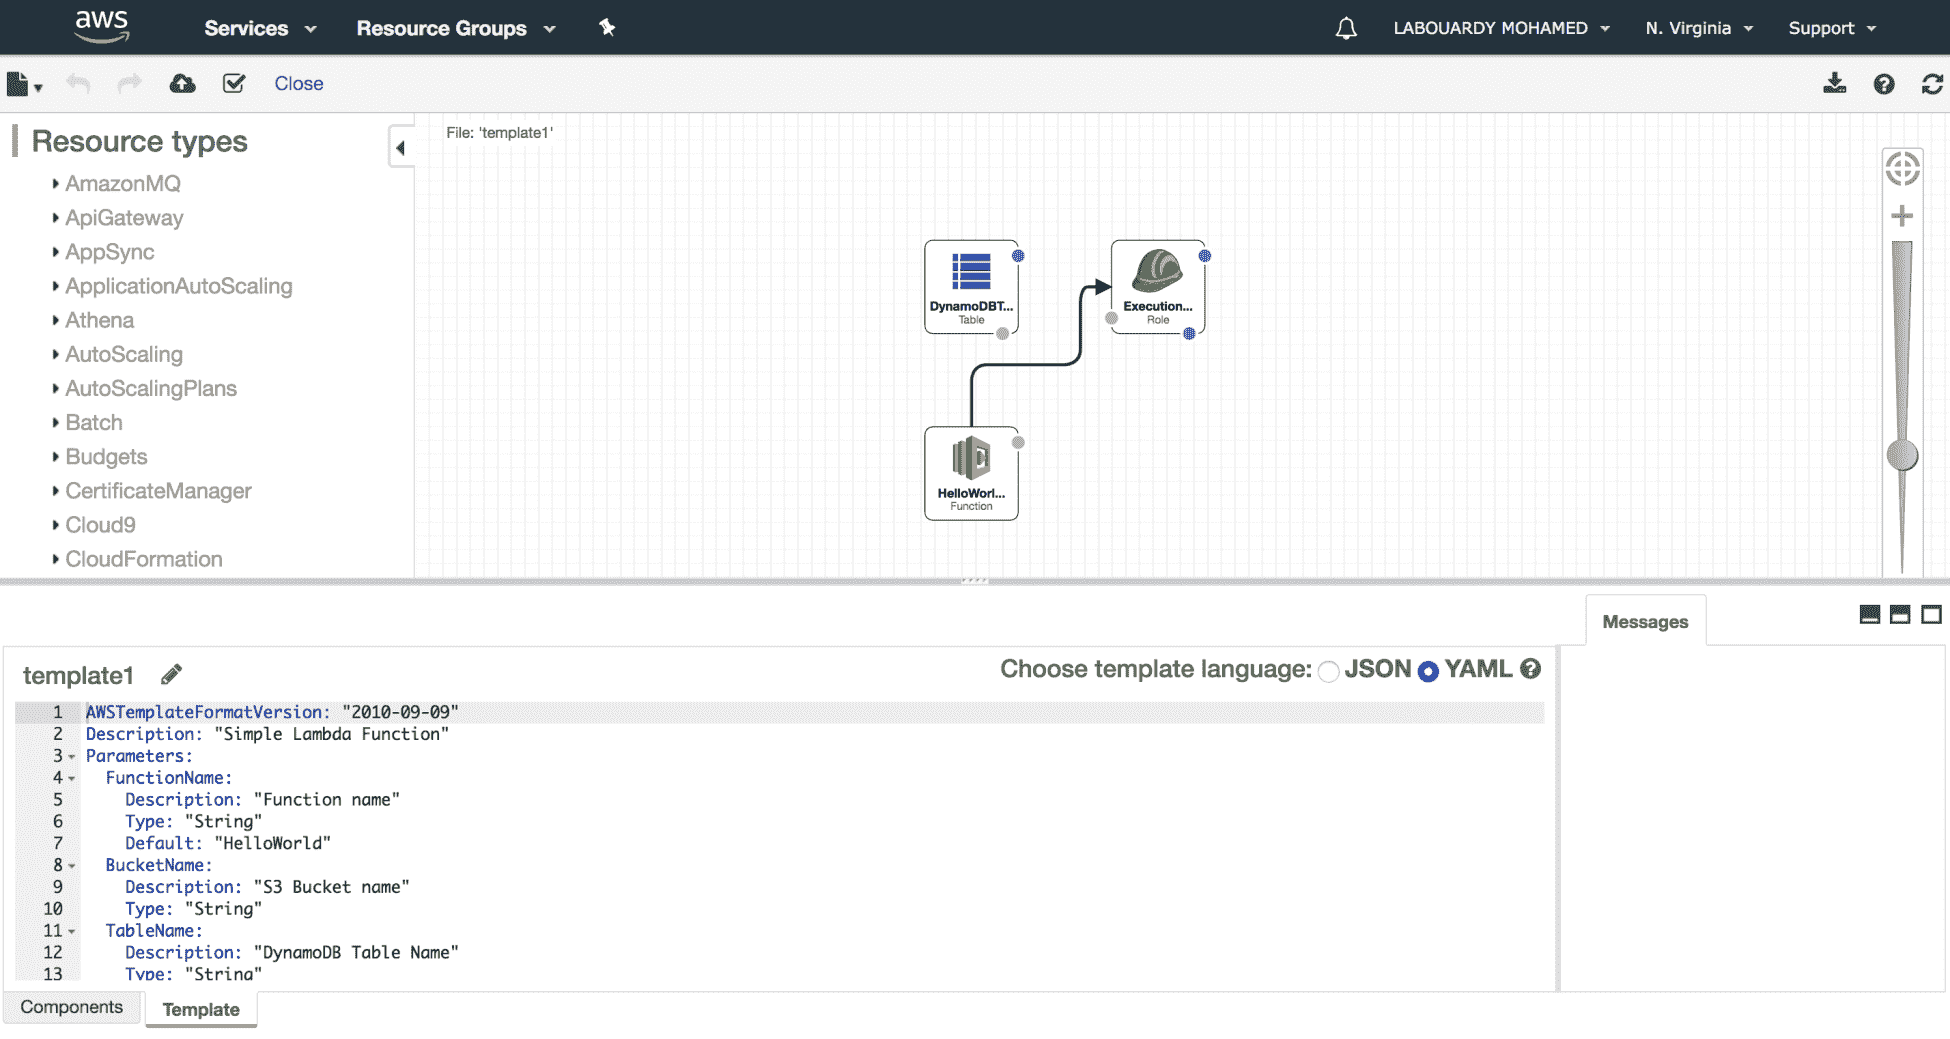 aws Services Resource Groups LABOUARDY MOHAMED N. Virginia Support
Close
Resource types
AmazonMQ
ApiGateway
AppSync
ApplicationAutoScaling
Athena
AutoScaling
AutoScalingPlans
Batch
Budgets
CertificateManager
Cloud9
CloudFormation
File: 'template1'
DynamoDBT...
Table
Execution...
Role
HelloWorl...
Function
Messages
template1
Choose template language: JSON YAML
1 AWSTemplateFormatVersion: "2010-09-09"
2 Description: "Simple Lambda Function"
3 Parameters:
4 FunctionName:
5 Description: "Function name"
6 Type: "String"
7 Default: "HelloWorld"
8 BucketName:
9 Description: "S3 Bucket name"
10 Type: "String"
11 TableName:
12 Description: "DynamoDB Table Name"
13 Type: "String"
Components Template